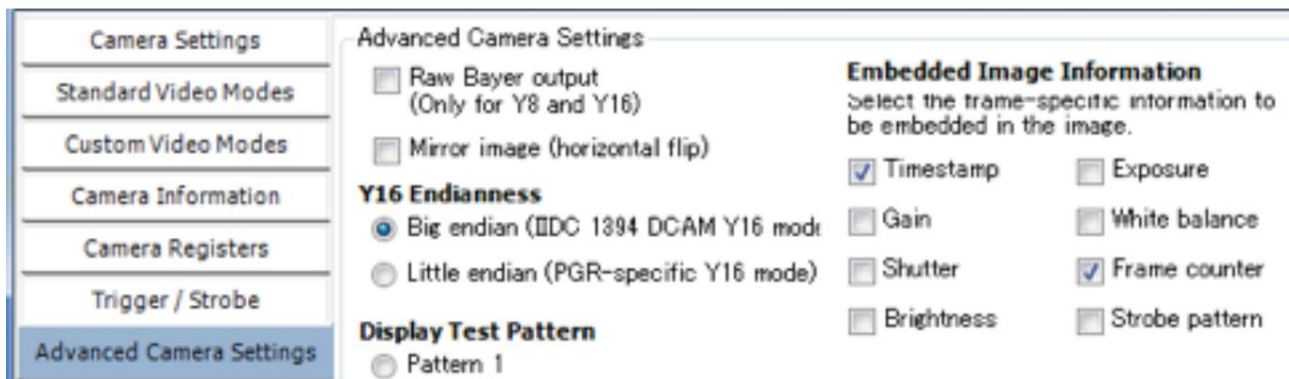 Camera Settings
Standard Video Modes
Custom Video Modes
Camera Information
Camera Registers
Trigger / Strobe
Advanced Camera Settings
Advanced Camera Settings
Raw Bayer output
(Only for Y8 and Y16)
Mirror image (horizontal flip)
Y16 Endianness
Big endian (IIDC 1394 DCAM Y16 mode
Little endian (PGR-specific Y16 mode)
Display Test Pattern
Pattern 1
Embedded Image Information
Select the frame-specific information to
be embedded in the image.
Timestamp
Exposure
Gain
White balance
Shutter
Frame counter
Brightness
Strobe pattern